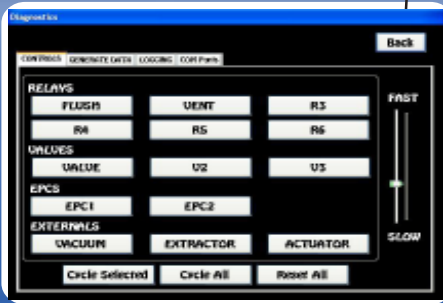 Diagnostics
Back
CONTROLS GENERATE DATA LOGGING COM Ports
RELAYS
FLUSH VENT R3
R4 R5 R6
VALVES
VALVE V2 V3
EPCS
EPC1 EPC2
EXTERNALS
VACUUM EXTRACTOR ACTUATOR
FAST
SLOW
Cycle Selected Cycle All Reset All